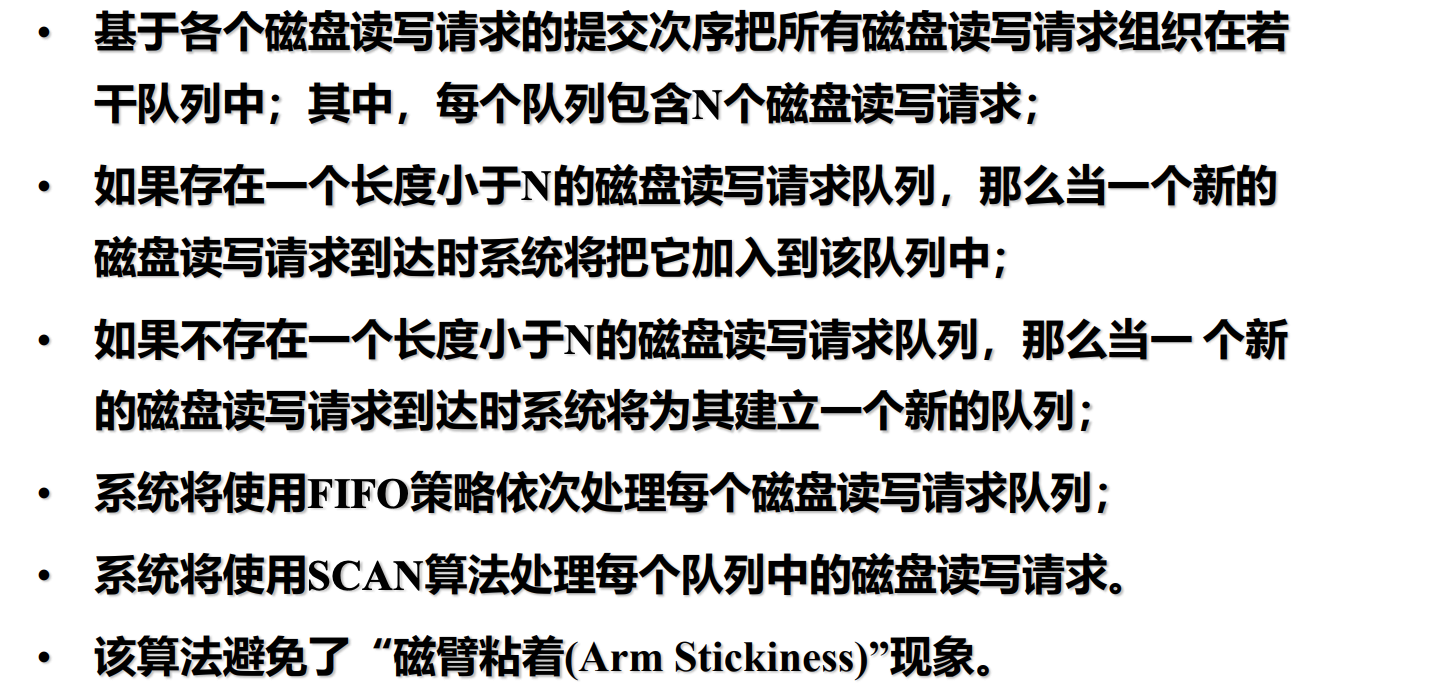 • 基于各个磁盘读写请求的提交次序把所有磁盘读写请求组织在若
干队列中；其中，每个队列包含N个磁盘读写请求；
• 如果存在一个长度小于N的磁盘读写请求队列，那么当一个新的
磁盘读写请求到达时系统将把它加入到该队列中；
• 如果不存在一个长度小于N的磁盘读写请求队列，那么当一 个新
的磁盘读写请求到达时系统将为其建立一个新的队列；
• 系统将使用FIFO策略依次处理每个磁盘读写请求队列；
• 系统将使用SCAN算法处理每个队列中的磁盘读写请求。
• 该算法避免了“磁臂粘着(Arm Stickiness)”现象。